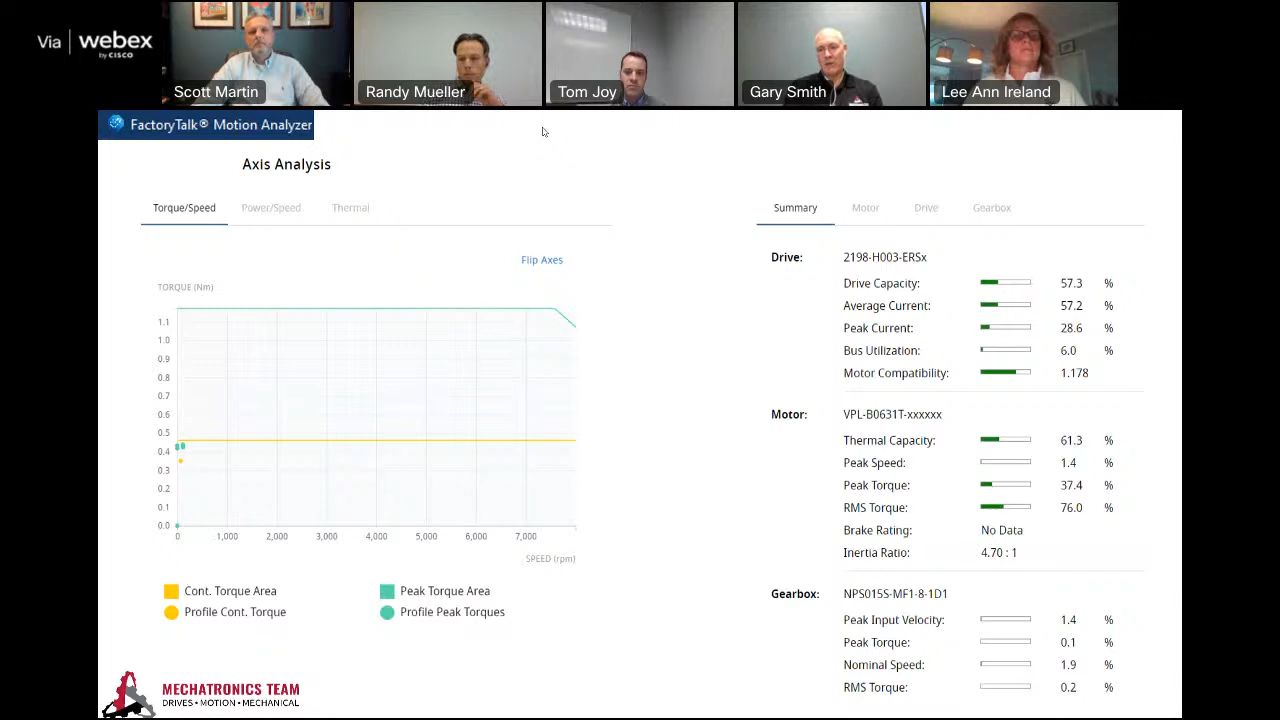 Via webex
by CISCO
Scott Martin
Randy Mueller
Tom Joy
Gary Smith
Lee Ann Ireland
FactoryTalk® Motion Analyzer
Axis Analysis
Torque/Speed Power/Speed Thermal
Flip Axes
TORQUE (Nm)
1.1
1.0
0.9
0.8
0.7
0.6
0.5
0.4
0.3
0.2
0.1
0.0
0 1,000 2,000 3,000 4,000 5,000 6,000 7,000
SPEED (rpm)
Cont. Torque Area Peak Torque Area
Profile Cont. Torque Profile Peak Torques
Summary Motor Drive Gearbox
Drive: 2198-H003-ERSx
Drive Capacity: 57.3 %
Average Current: 57.2 %
Peak Current: 28.6 %
Bus Utilization: 6.0 %
Motor Compatibility: 1.178
Motor: VPL-B0631T-xxxxxx
Thermal Capacity: 61.3 %
Peak Speed: 1.4 %
Peak Torque: 37.4 %
RMS Torque: 76.0 %
Brake Rating: No Data
Inertia Ratio: 4.70 : 1
Gearbox: NPS015S-MF1-8-1D1
Peak Input Velocity: 1.4 %
Peak Torque: 0.1 %
Nominal Speed: 1.9 %
RMS Torque: 0.2 %
MECHATRONICS TEAM
DRIVES • MOTION • MECHANICAL